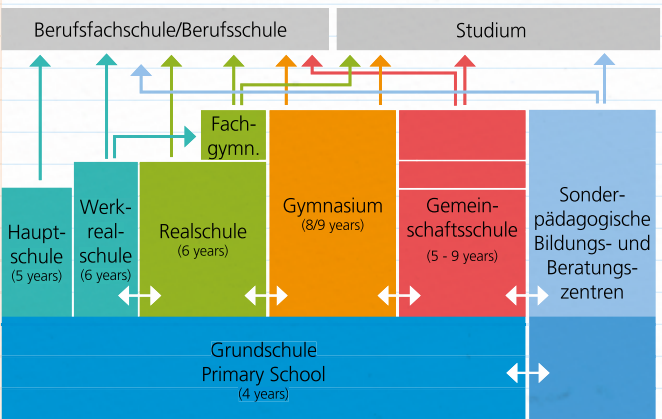 Berufsfachschule/Berufsschule
Studium
Fach-
gymn.
Haupt-
schule
(5 years)
Werk-
real-
schule
(6 years)
Realschule
(6 years)
Gymnasium
(8/9 years)
Gemein-
schaftsschule
(5 - 9 years)
Sonder-
pädagogische
Bildungs- und
Beratungs-
zentren
Grundschule
Primary School
(4 years)